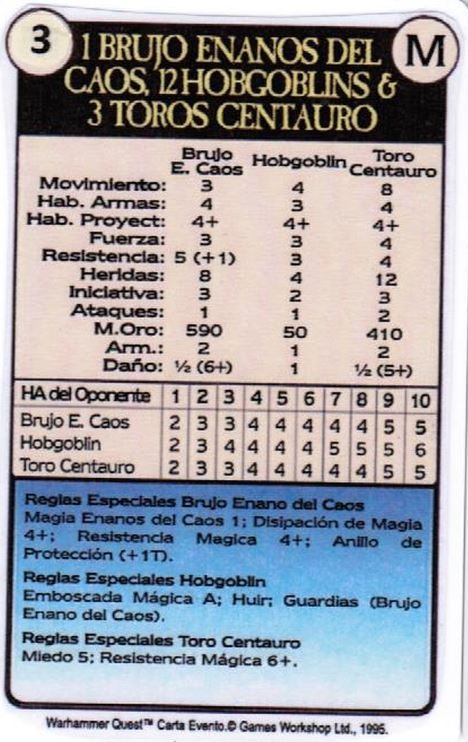 3
M
1 BRUJO ENANOS DEL
CAOS, 12 HOBGOBLINS &
3 TOROS CENTAURO
Brujo E. Caos Hobgoblin Toro Centauro
Movimiento: 3 4 8
Hab. Armas: 4 3 4
Hab. Proyect: 4+ 4+ 4+
Fuerza: 3 3 4
Resistencia: 5 (+1) 3 4
Heridas: 8 4 12
Iniciativa: 3 2 3
Ataques: 1 1 2
M.Oro: 590 50 410
Arm.: 2 1 2
Daño: ½ (6+) 1 ½ (5+)
HA del Oponente 1 2 3 4 5 6 7 8 9 10
Brujo E. Caos 2 3 3 4 4 4 4 4 5 5
Hobgoblin 2 3 4 4 4 4 5 5 5 6
Toro Centauro 2 3 3 4 4 4 4 4 5 5
Reglas Especiales Brujo Enano del Caos
Magia Enanos del Caos 1; Disipación de Magia
4+; Resistencia Magica 4+; Anillo de
Protección (+1T).
Reglas Especiales Hobgoblin
Emboscada Mágica A; Huir; Guardias (Brujo
Enano del Caos).
Reglas Especiales Toro Centauro
Miedo 5; Resistencia Mágica 6+.
Warhammer Quest™ Carta Evento.© Games Workshop Ltd., 1995.